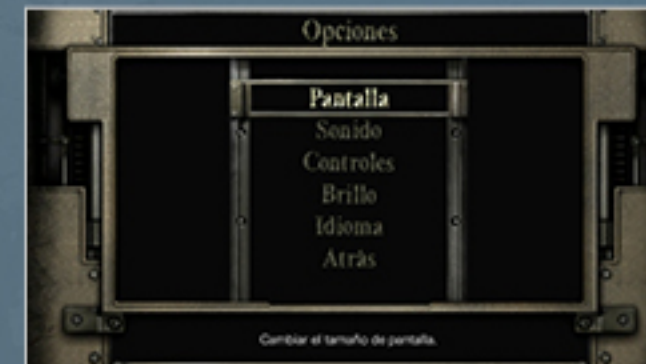 Opciones
Pantalla
Sonido
Controles
Brillo
Idioma
Atrás
Cambiar el tamaño de pantalla.